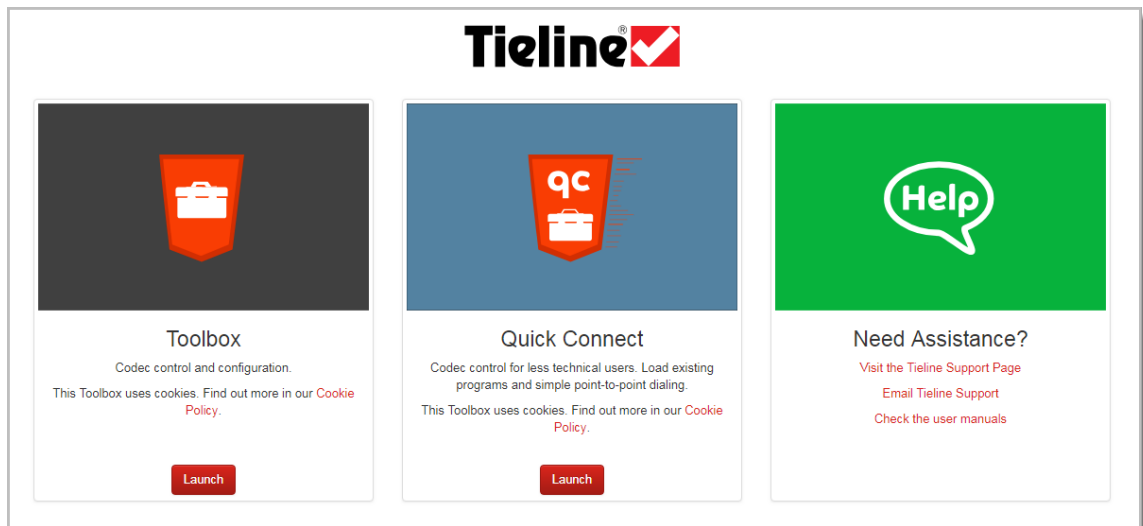 Tieline®
qc
Help
Toolbox
Codec control and configuration.
This Toolbox uses cookies. Find out more in our Cookie
Policy.
Launch
Quick Connect
Codec control for less technical users. Load existing
programs and simple point-to-point dialing.
This Toolbox uses cookies. Find out more in our Cookie
Policy.
Launch
Need Assistance?
Visit the Tieline Support Page
Email Tieline Support
Check the user manuals